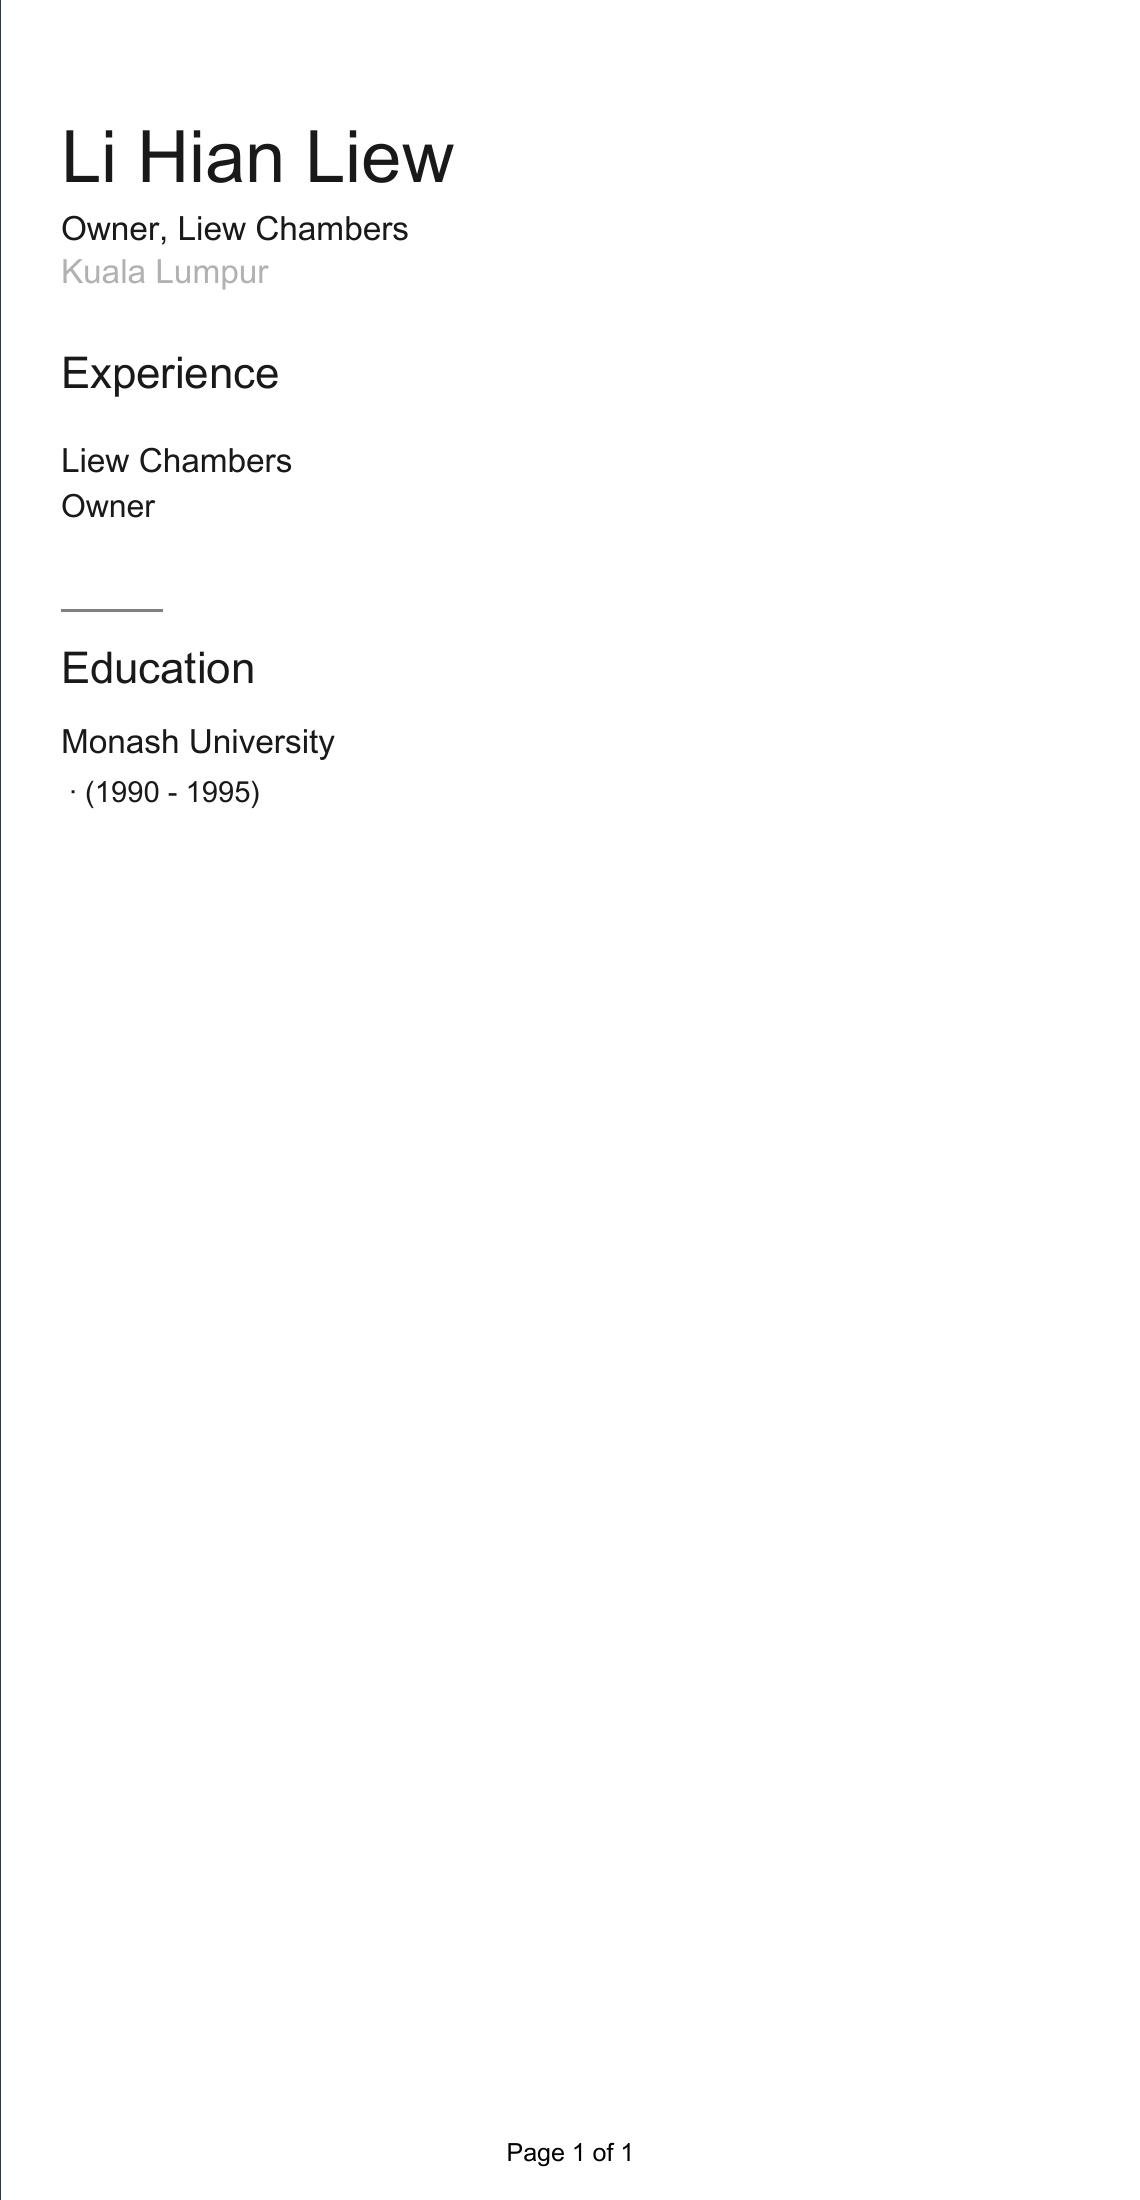 Li Hian Liew
Owner, Liew Chambers
Kuala Lumpur
Experience
Liew Chambers
Owner
Education
Monash University
· (1990 - 1995)
Page 1 of 1